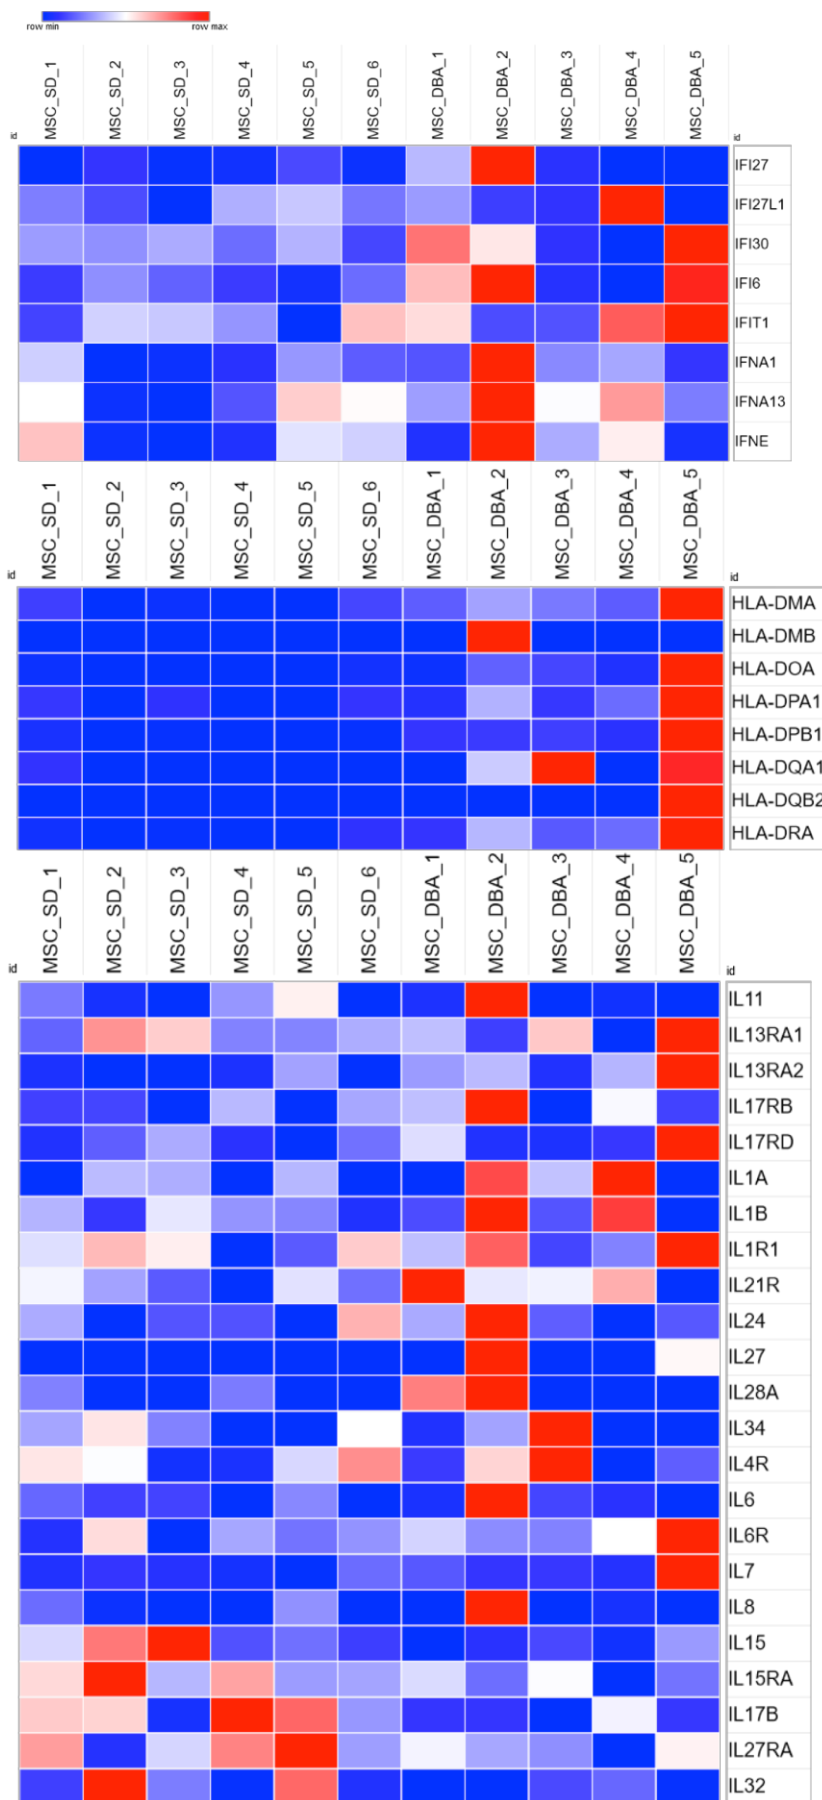 row min row max
id MSC_SD_1 MSC_SD_2 MSC_SD_3 MSC_SD_4 MSC_SD_5 MSC_SD_6 MSC_DBA_1 MSC_DBA_2 MSC_DBA_3 MSC_DBA_4 MSC_DBA_5 id
IFI27
IFI27L1
IFI30
IFI6
IFIT1
IFNA1
IFNA13
IFNE
id MSC_SD_1 MSC_SD_2 MSC_SD_3 MSC_SD_4 MSC_SD_5 MSC_SD_6 MSC_DBA_1 MSC_DBA_2 MSC_DBA_3 MSC_DBA_4 MSC_DBA_5 id
HLA-DMA
HLA-DMB
HLA-DOA
HLA-DPA1
HLA-DPB1
HLA-DQA1
HLA-DQB2
HLA-DRA
id MSC_SD_1 MSC_SD_2 MSC_SD_3 MSC_SD_4 MSC_SD_5 MSC_SD_6 MSC_DBA_1 MSC_DBA_2 MSC_DBA_3 MSC_DBA_4 MSC_DBA_5 id
IL11
IL13RA1
IL13RA2
IL17RB
IL17RD
IL1A
IL1B
IL1R1
IL21R
IL24
IL27
IL28A
IL34
IL4R
IL6
IL6R
IL7
IL8
IL15
IL15RA
IL17B
IL27RA
IL32